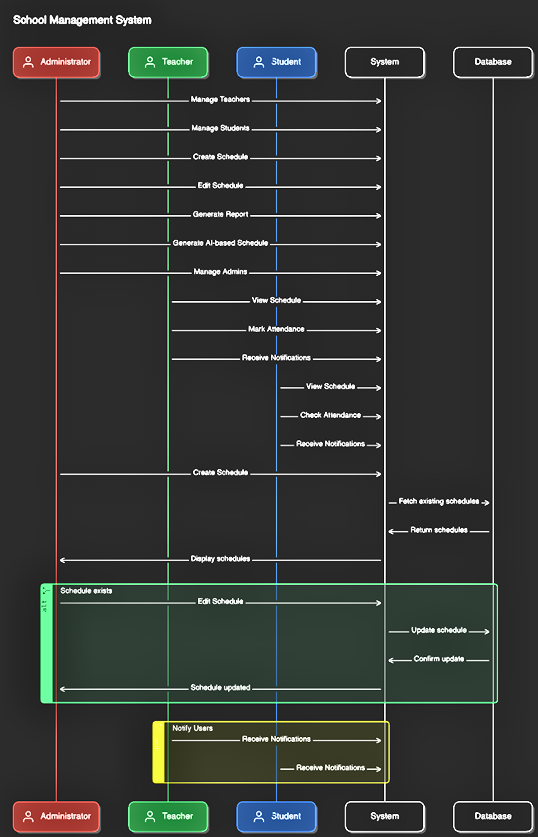 School Management System
Administrator Teacher Student System Database
Manage Teachers
Manage Students
Create Schedule
Edit Schedule
Generate Report
Generate AI-based Schedule
Manage Admins
View Schedule
Mark Attendance
Receive Notifications
View Schedule
Check Attendance
Receive Notifications
Create Schedule
Fetch existing schedules
Return schedules
Display schedules
alt
Schedule exists
Edit Schedule
Update schedule
Confirm update
Schedule updated
Notify Users
Receive Notifications
Receive Notifications
Administrator Teacher Student System Database